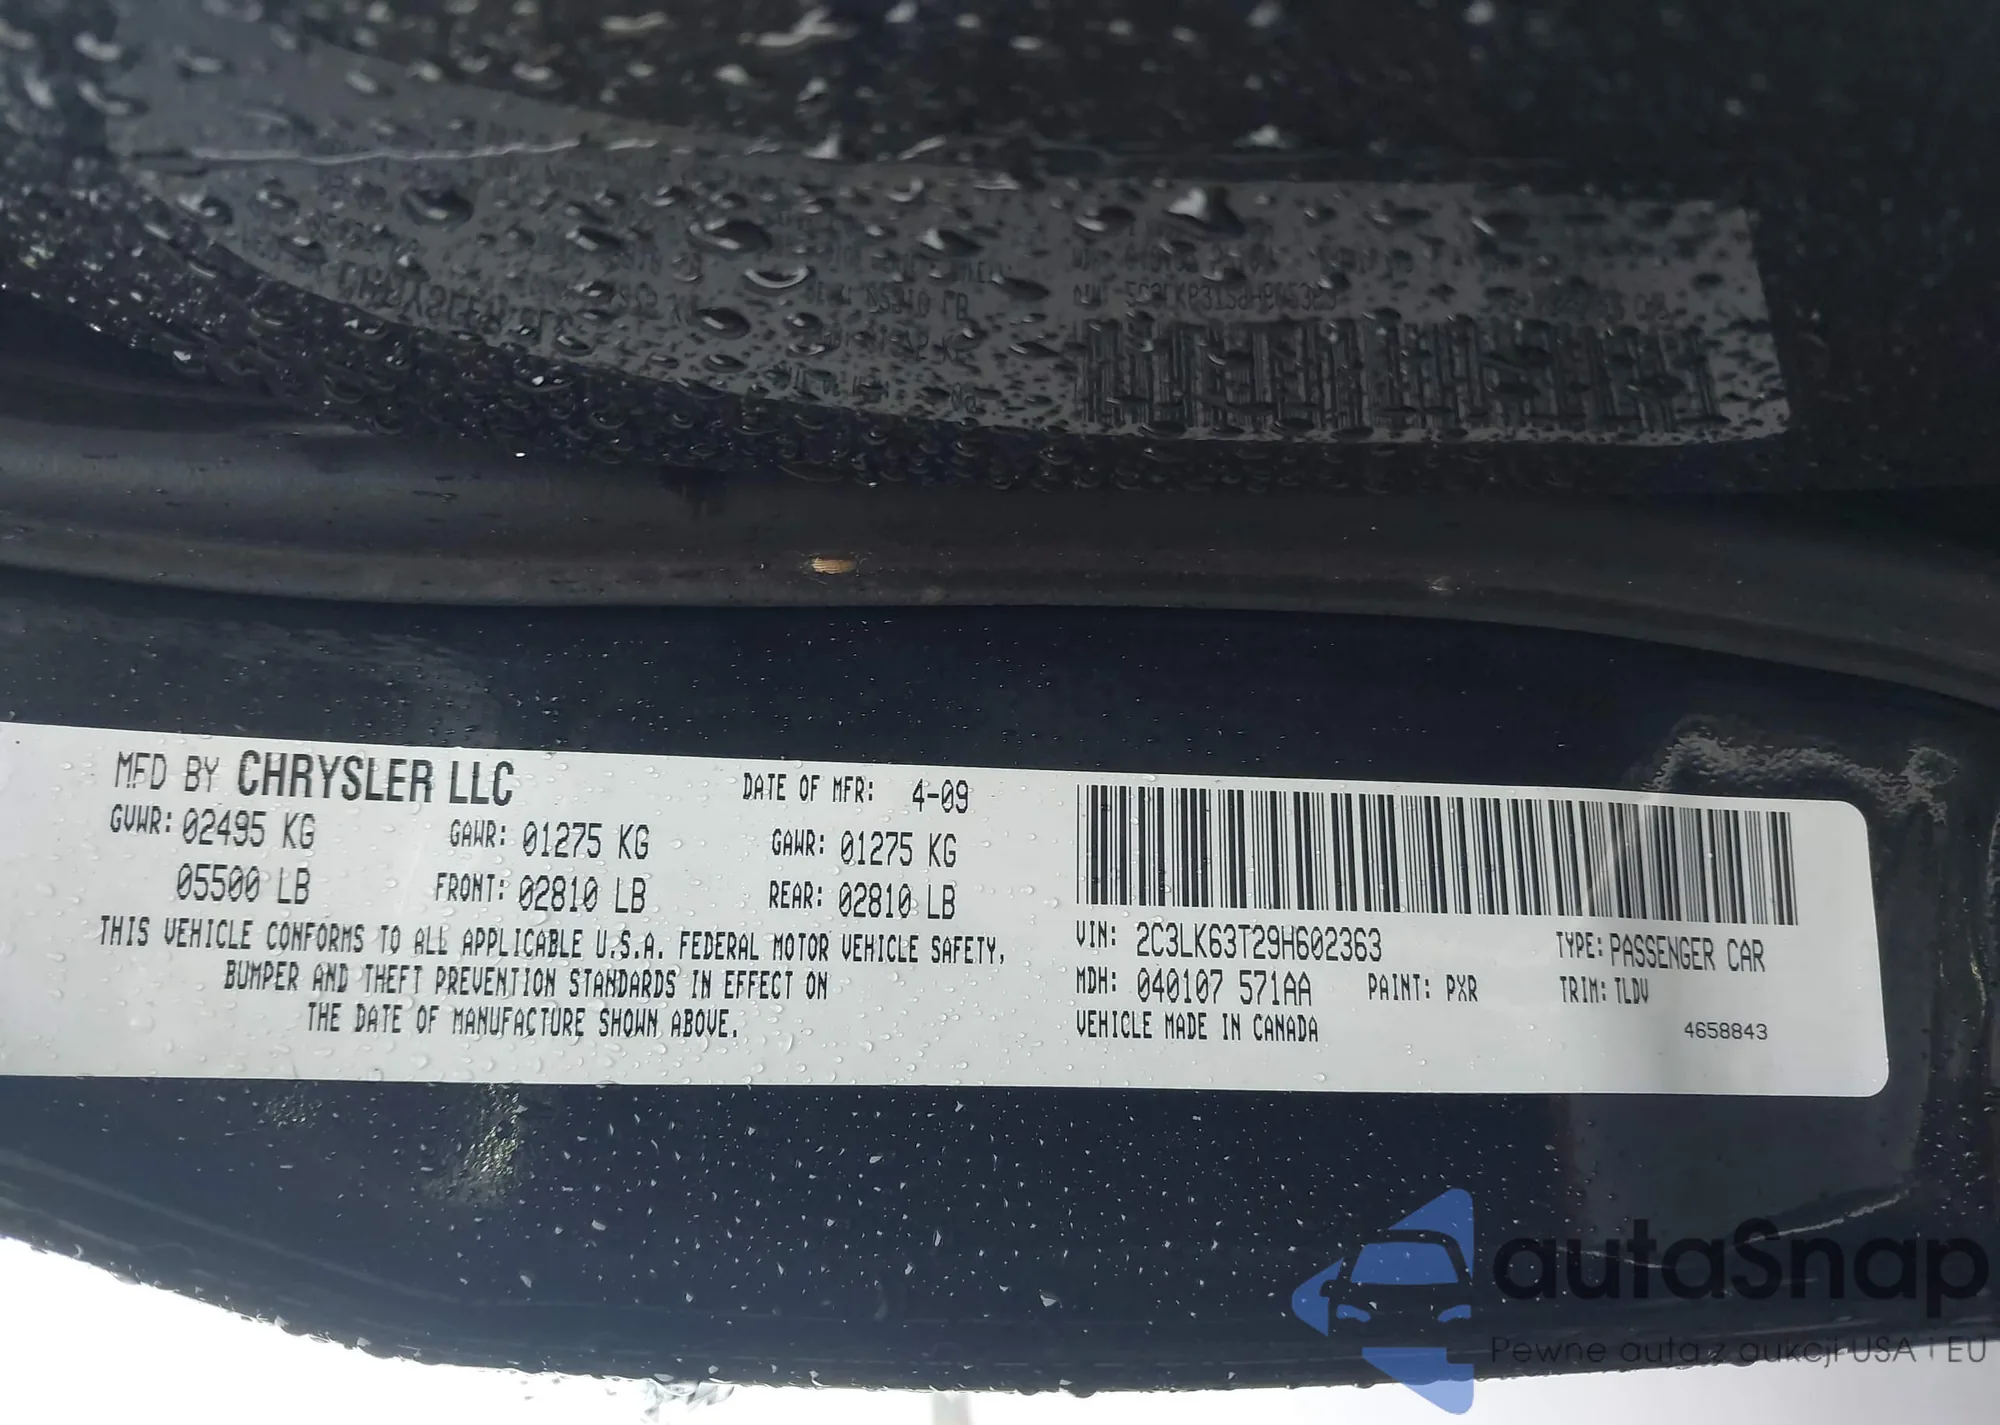 MFD BY CHRYSLER LLC DATE OF MFR: 4-09
GVWR: 02495 KG GAWR: 01275 KG GAWR: 01275 KG
05500 LB FRONT: 02810 LB REAR: 02810 LB
THIS VEHICLE CONFORMS TO ALL APPLICABLE U.S.A. FEDERAL MOTOR VEHICLE SAFETY,
BUMPER AND THEFT PREVENTION STANDARDS IN EFFECT ON
THE DATE OF MANUFACTURE SHOWN ABOVE.
VIN: 2C3LK63T29H602363 TYPE: PASSENGER CAR
MDH: 040107 571AA PAINT: PXR TRIM: TLDV
VEHICLE MADE IN CANADA 4658843
autaSnap
Pewne auta z aukcji USA i EU